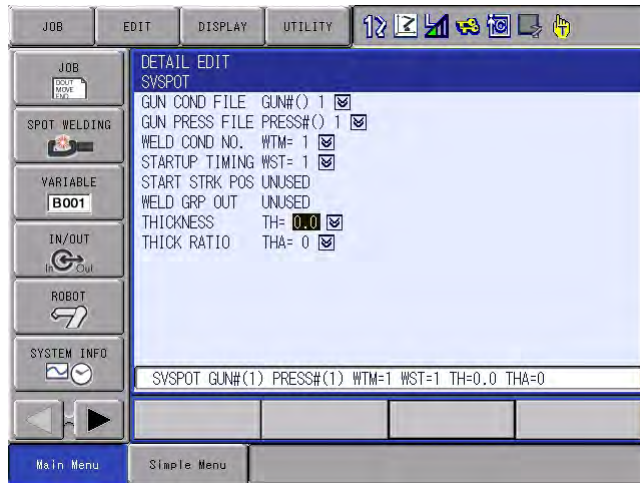 JOB EDIT DISPLAY UTILITY
JOB
DOUT
MOVE
END
SPOT WELDING
VARIABLE
B001
IN/OUT
In Out
ROBOT
SYSTEM INFO
DETAIL EDIT
SVSPOT
GUN COND FILE GUN#() 1
GUN PRESS FILE PRESS#() 1
WELD COND NO. WTM= 1
STARTUP TIMING WST= 1
START STRK POS UNUSED
WELD GRP OUT UNUSED
THICKNESS TH= 0.0
THICK RATIO THA= 0
SVSPOT GUN#(1) PRESS#(1) WTM=1 WST=1 TH=0.0 THA=0
Main Menu Simple Menu